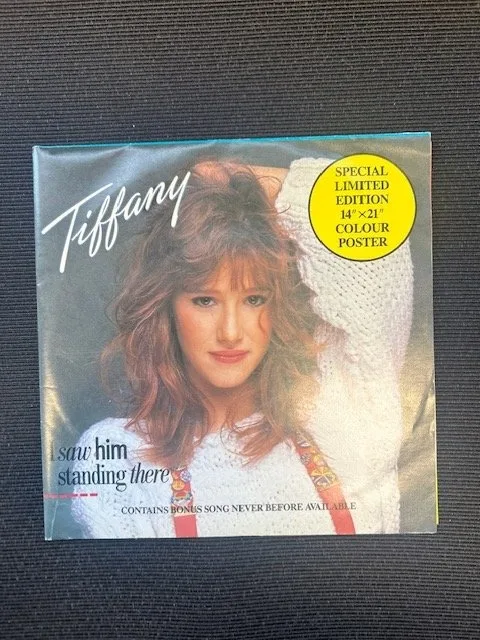 Tiffany
SPECIAL
LIMITED
EDITION
14"×21"
COLOUR
POSTER
I saw him
standing there
CONTAINS BONUS SONG NEVER BEFORE AVAILABLE